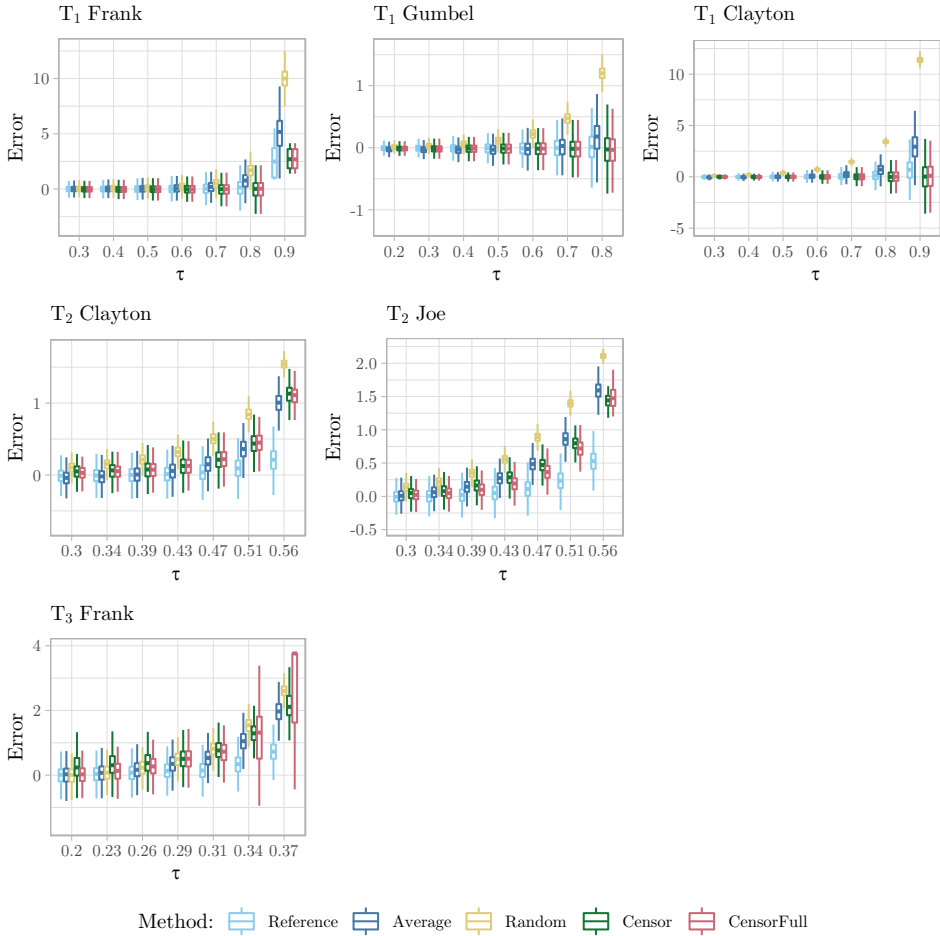 T₁ Frank
T₁ Gumbel
T₁ Clayton
Error
10
5
0
0.3 0.4 0.5 0.6 0.7 0.8 0.9
τ
1
0
-1
0.2 0.3 0.4 0.5 0.6 0.7 0.8
τ
Error
10
5
0
-5
0.3 0.4 0.5 0.6 0.7 0.8 0.9
τ
Error
T₂ Clayton
T₂ Joe
Error
1
0
0.3 0.34 0.39 0.43 0.47 0.51 0.56
τ
Error
2.0
1.5
1.0
0.5
0.0
-0.5
0.3 0.34 0.39 0.43 0.47 0.51 0.56
τ
T₃ Frank
Error
4
2
0
0.2 0.23 0.26 0.29 0.31 0.34 0.37
τ
Method: Reference Average Random Censor CensorFull